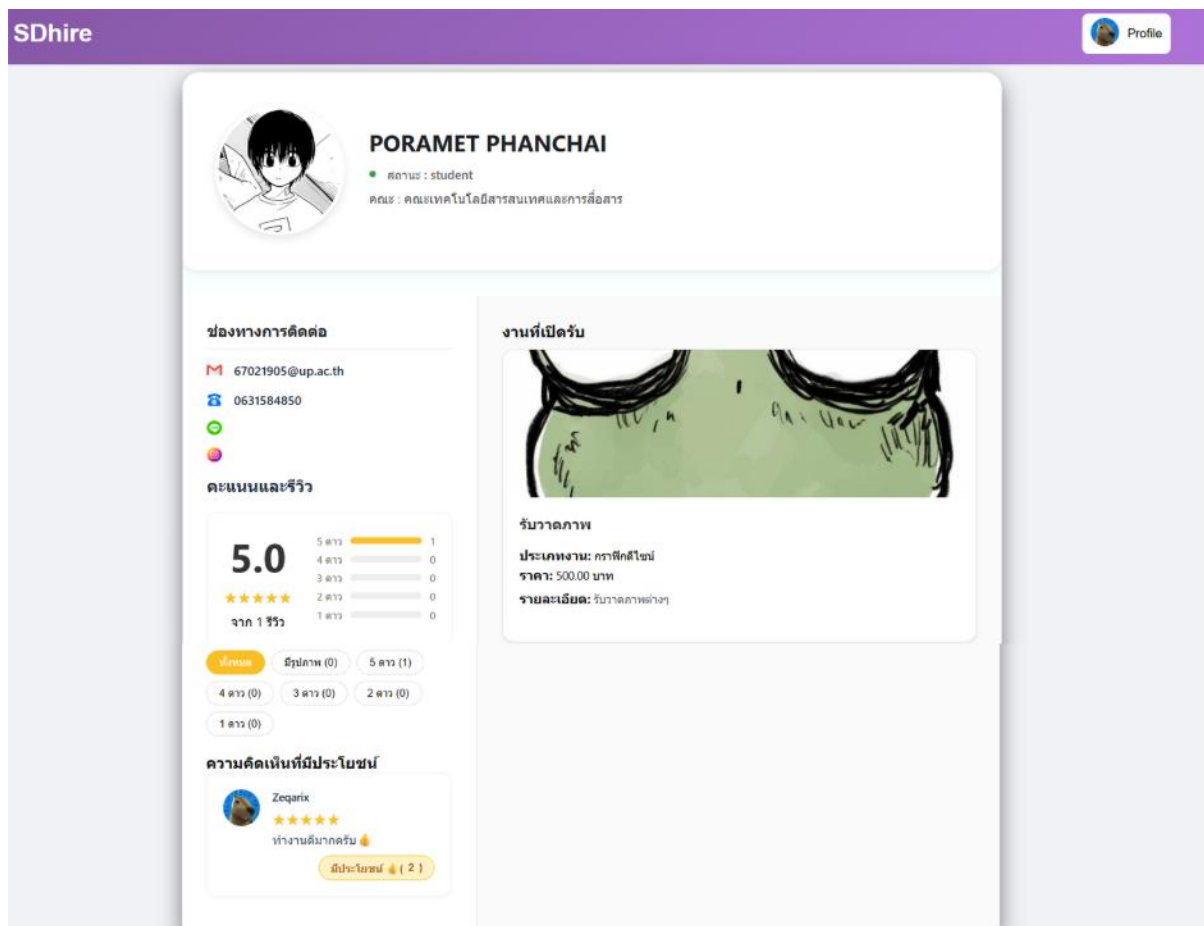 SDhire
Profile
PORAMET PHANCHAI
สถานะ : student
คณะ : คณะเทคโนโลยีสารสนเทศและการสื่อสาร
ช่องทางการติดต่อ
67021905@up.ac.th
0631584850
คะแนนและรีวิว
5.0
จาก 1 รีวิว
5 ดาว 1
4 ดาว 0
3 ดาว 0
2 ดาว 0
1 ดาว 0
ทั้งหมด มีรูปภาพ (0) 5 ดาว (1)
4 ดาว (0) 3 ดาว (0) 2 ดาว (0)
1 ดาว (0)
ความคิดเห็นที่มีประโยชน์
Zeqarix
ทำงานดีมากครับ👍
มีประโยชน์ 👍 ( 2 )
งานที่เปิดรับ
รับวาดภาพ
ประเภทงาน: กราฟิกดีไซน์
ราคา: 500.00 บาท
รายละเอียด: รับวาดภาพต่างๆ